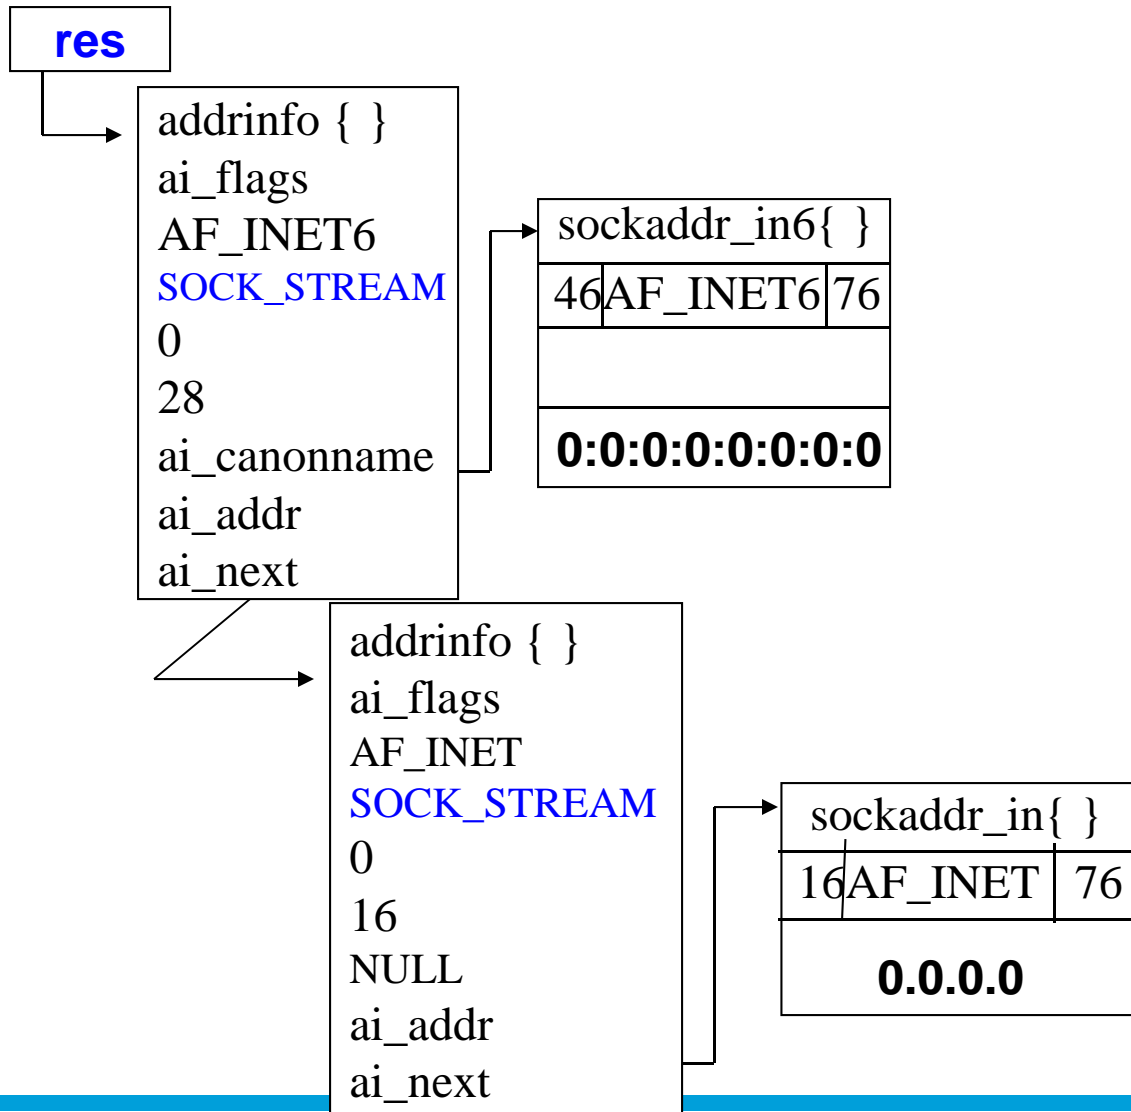 res
addrinfo { }
ai_flags
AF_INET6
SOCK_STREAM
0
28
ai_canonname
ai_addr
ai_next
sockaddr_in6{ }
46 AF_INET6 76
0:0:0:0:0:0:0:0
addrinfo { }
ai_flags
AF_INET
SOCK_STREAM
0
16
NULL
ai_addr
ai_next
sockaddr_in{ }
16 AF_INET 76
0.0.0.0